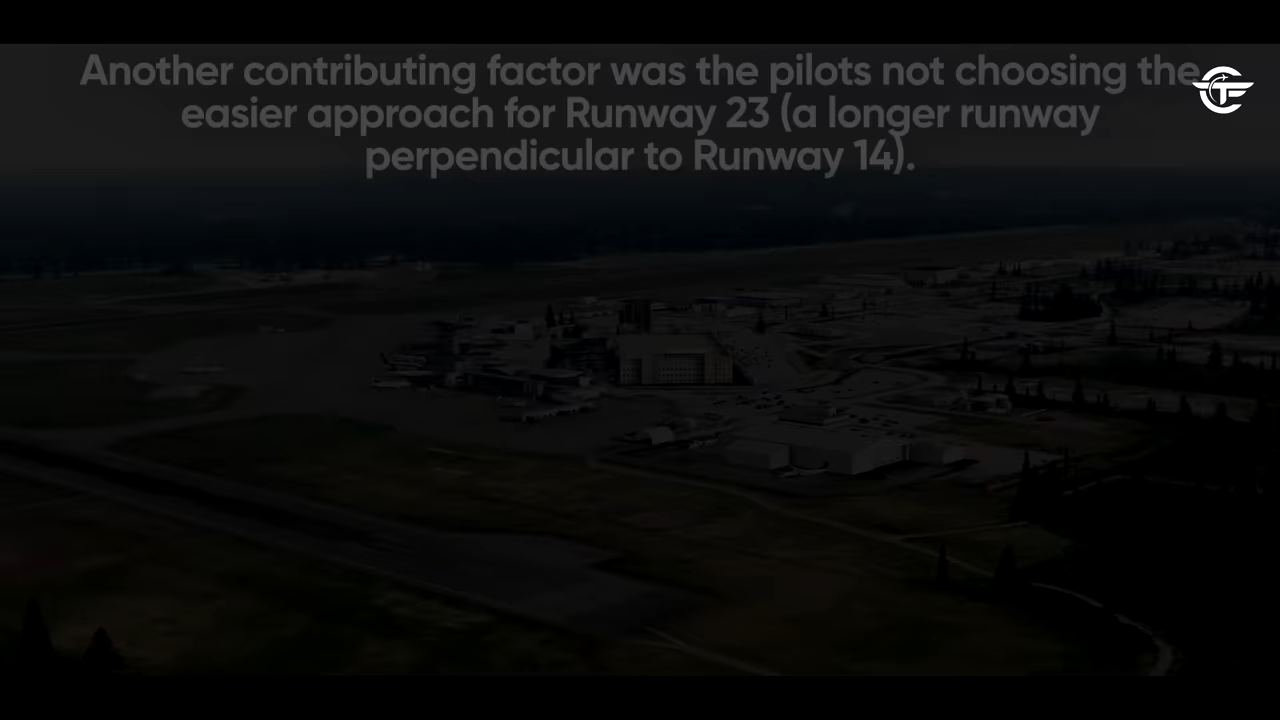 Another contributing factor was the pilots not choosing the
easier approach for Runway 23 (a longer runway
perpendicular to Runway 14).